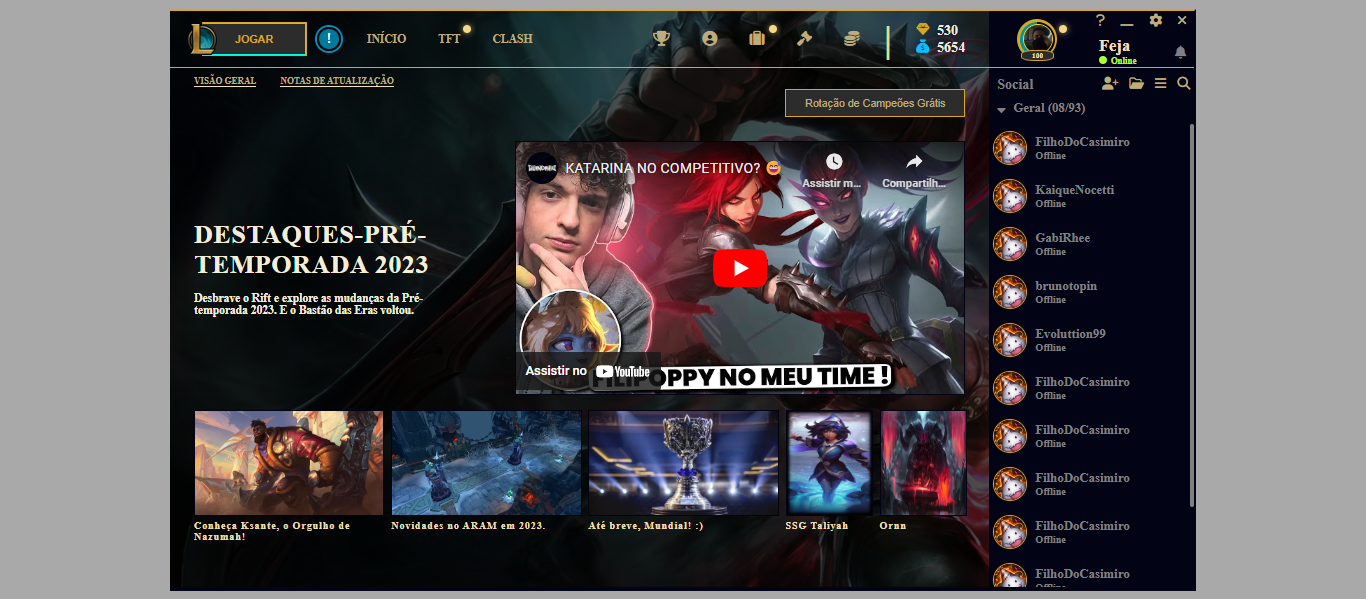 JOGAR
!
INÍCIO
TFT
CLASH
530
5654
100
?
Feja
Online
VISÃO GERAL
NOTAS DE ATUALIZAÇÃO
Rotação de Campeões Grátis
DESTAQUES-PRÉ-
TEMPORADA 2023
Desbrave o Rift e explore as mudanças da Pré-
temporada 2023. E o Bastão das Eras voltou.
KATARINA NO COMPETITIVO? 😅
Assistir m...
Compartilh...
Assistir no YouTube
FILIPOPPY NO MEU TIME !
Conheça Ksante, o Orgulho de
Nazumah!
Novidades no ARAM em 2023.
Até breve, Mundial! :)
SSG Taliyah
Ornn
Social
Geral (08/93)
FilhoDoCasimiro
Offline
KaiqueNocetti
Offline
GabiRhee
Offline
brunotopin
Offline
Evoluttion99
Offline
FilhoDoCasimiro
Offline
FilhoDoCasimiro
Offline
FilhoDoCasimiro
Offline
FilhoDoCasimiro
Offline
FilhoDoCasimiro
Offline